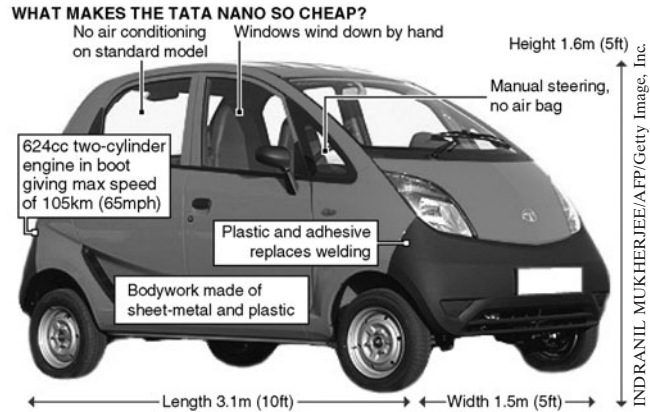 WHAT MAKES THE TATA NANO SO CHEAP?
No air conditioning
on standard model
Windows wind down by hand
Height 1.6m (5ft)
Manual steering,
no air bag
624cc two-cylinder
engine in boot
giving max speed
of 105km (65mph)
Plastic and adhesive
replaces welding
Bodywork made of
sheet-metal and plastic
Length 3.1m (10ft)
Width 1.5m (5ft)
INDRANIL MUKHERJEE/AFP/Getty Image, Inc.